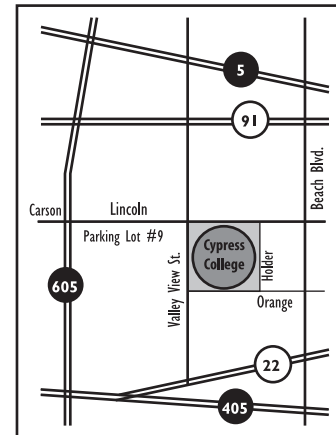 5
91
Beach Blvd.
Carson
Lincoln
Parking Lot #9
Cypress
College
Holder
Valley View St.
Orange
605
22
405